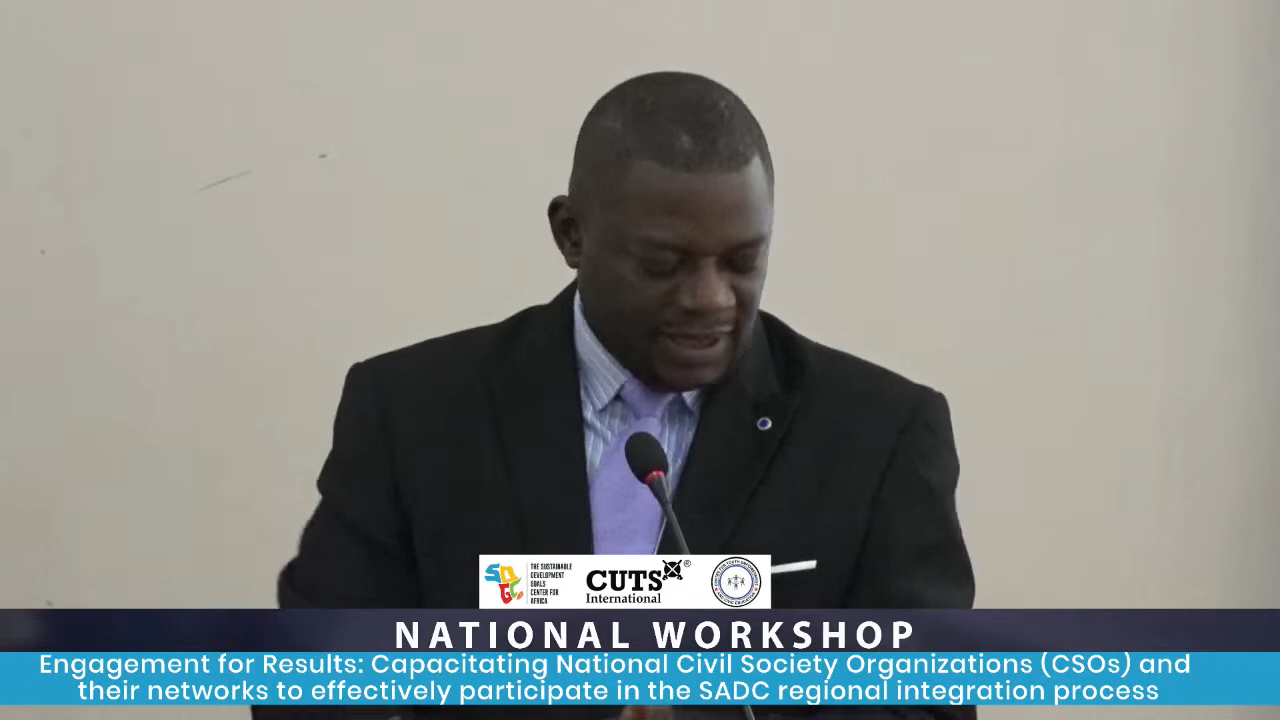 THE SUSTAINABLE
DEVELOPMENT
GOALS
CENTER FOR
AFRICA
CUTS®
International
NATIONAL WORKSHOP
Engagement for Results: Capacitating National Civil Society Organizations (CSOs) and
their networks to effectively participate in the SADC regional integration process